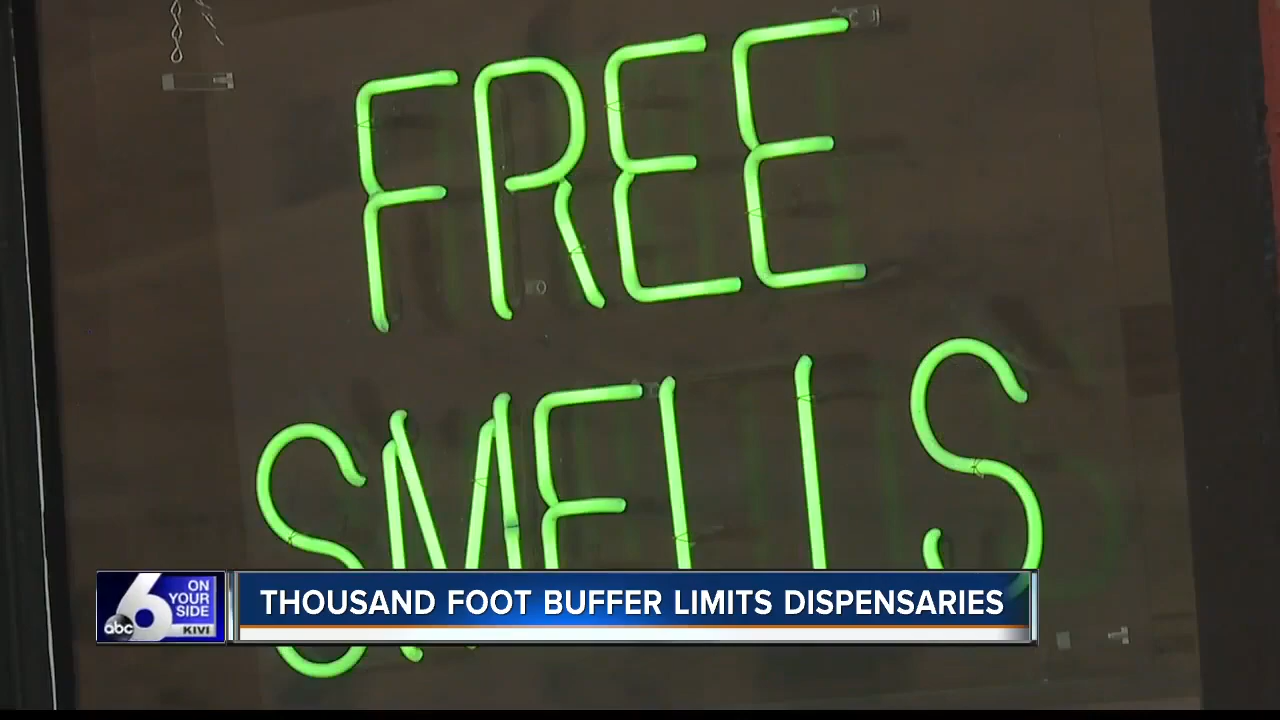 FREE
SMELLS
abc 6 ON YOUR SIDE KIVI
THOUSAND FOOT BUFFER LIMITS DISPENSARIES